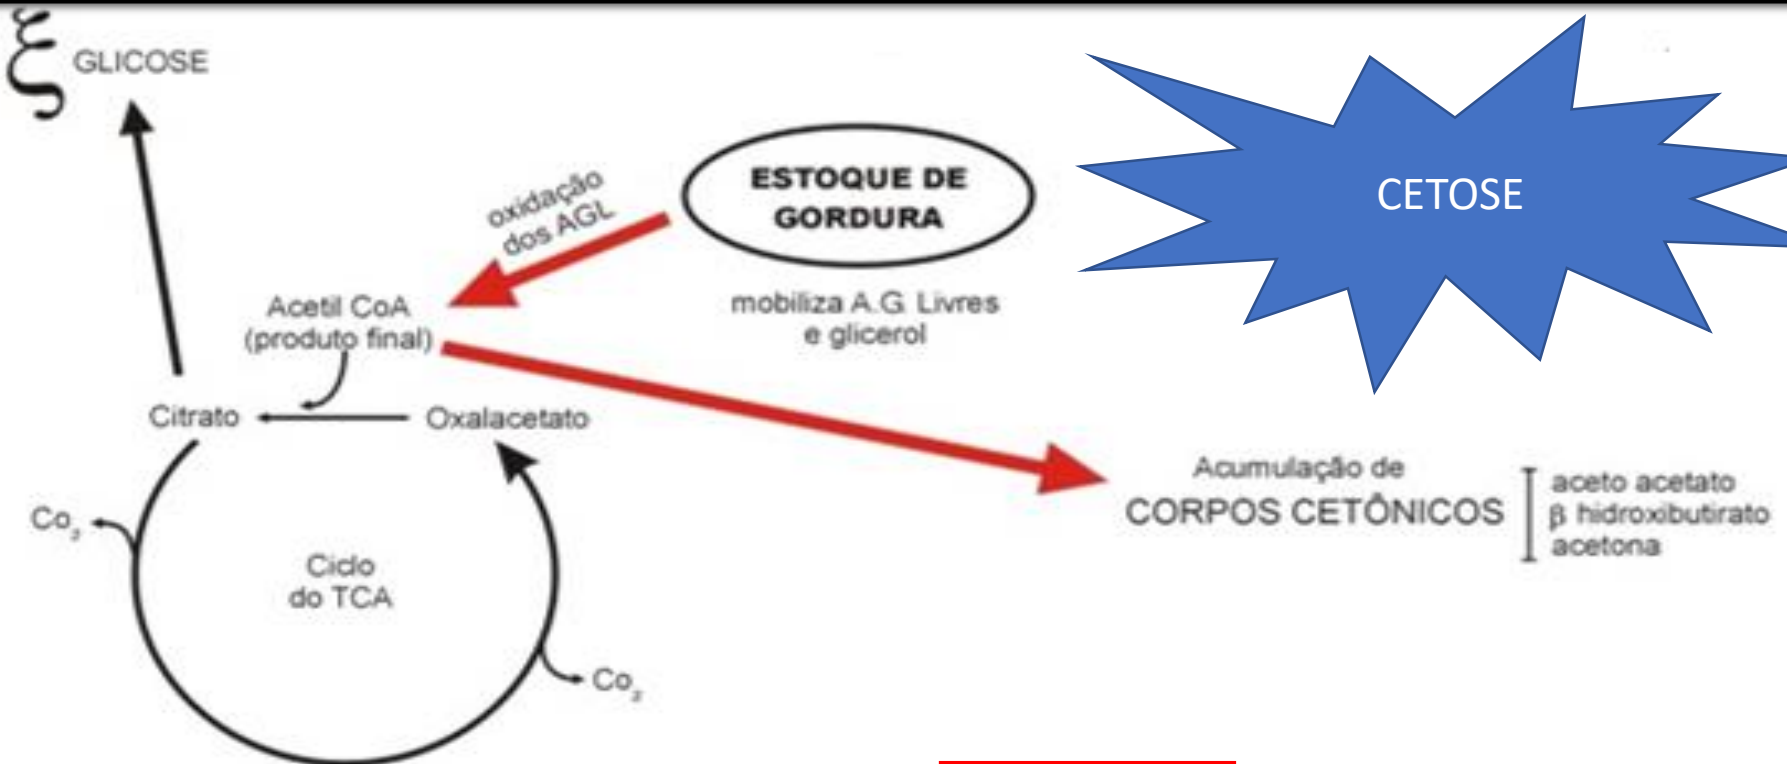 ξ GLICOSE
oxidação
dos AGL
ESTOQUE DE
GORDURA
CETOSE
mobiliza A.G. Livres
e glicerol
Acetil CoA
(produto final)
Citrato
Oxalacetato
Acumulação de
CORPOS CETÔNICOS
aceto acetato
β hidroxibutirato
acetona
Co₂
Ciclo
do TCA
Co₂